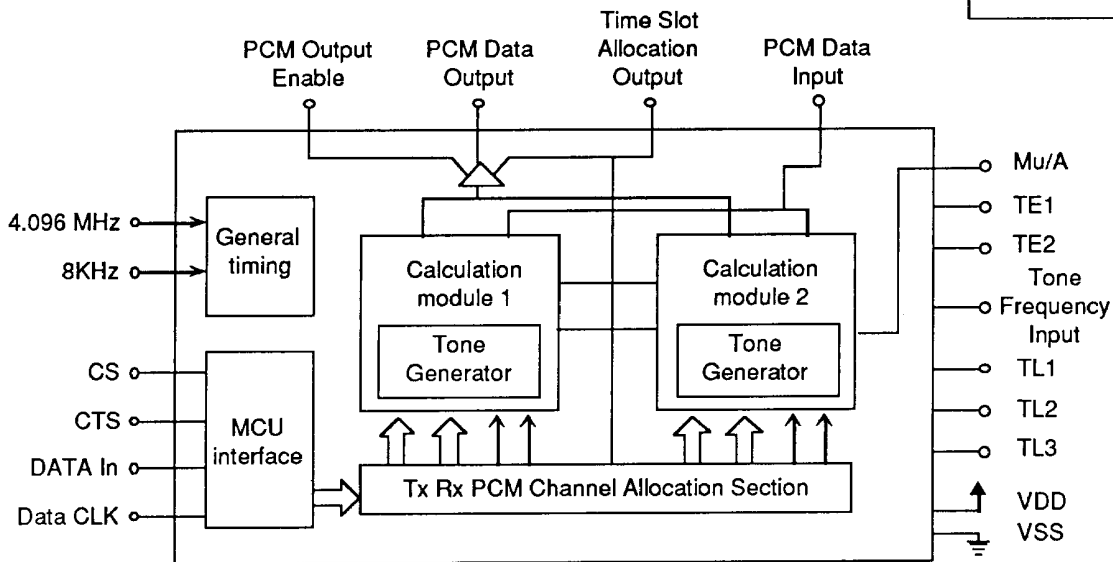 PCM Output
Enable
PCM Data
Output
Time Slot
Allocation
Output
PCM Data
Input
4.096 MHz
8KHz
General
timing
Calculation
module 1
Tone
Generator
Calculation
module 2
Tone
Generator
Mu/A
TE1
TE2
Tone
Frequency
Input
TL1
TL2
TL3
VDD
VSS
CS
CTS
DATA In
Data CLK
MCU
interface
Tx Rx PCM Channel Allocation Section